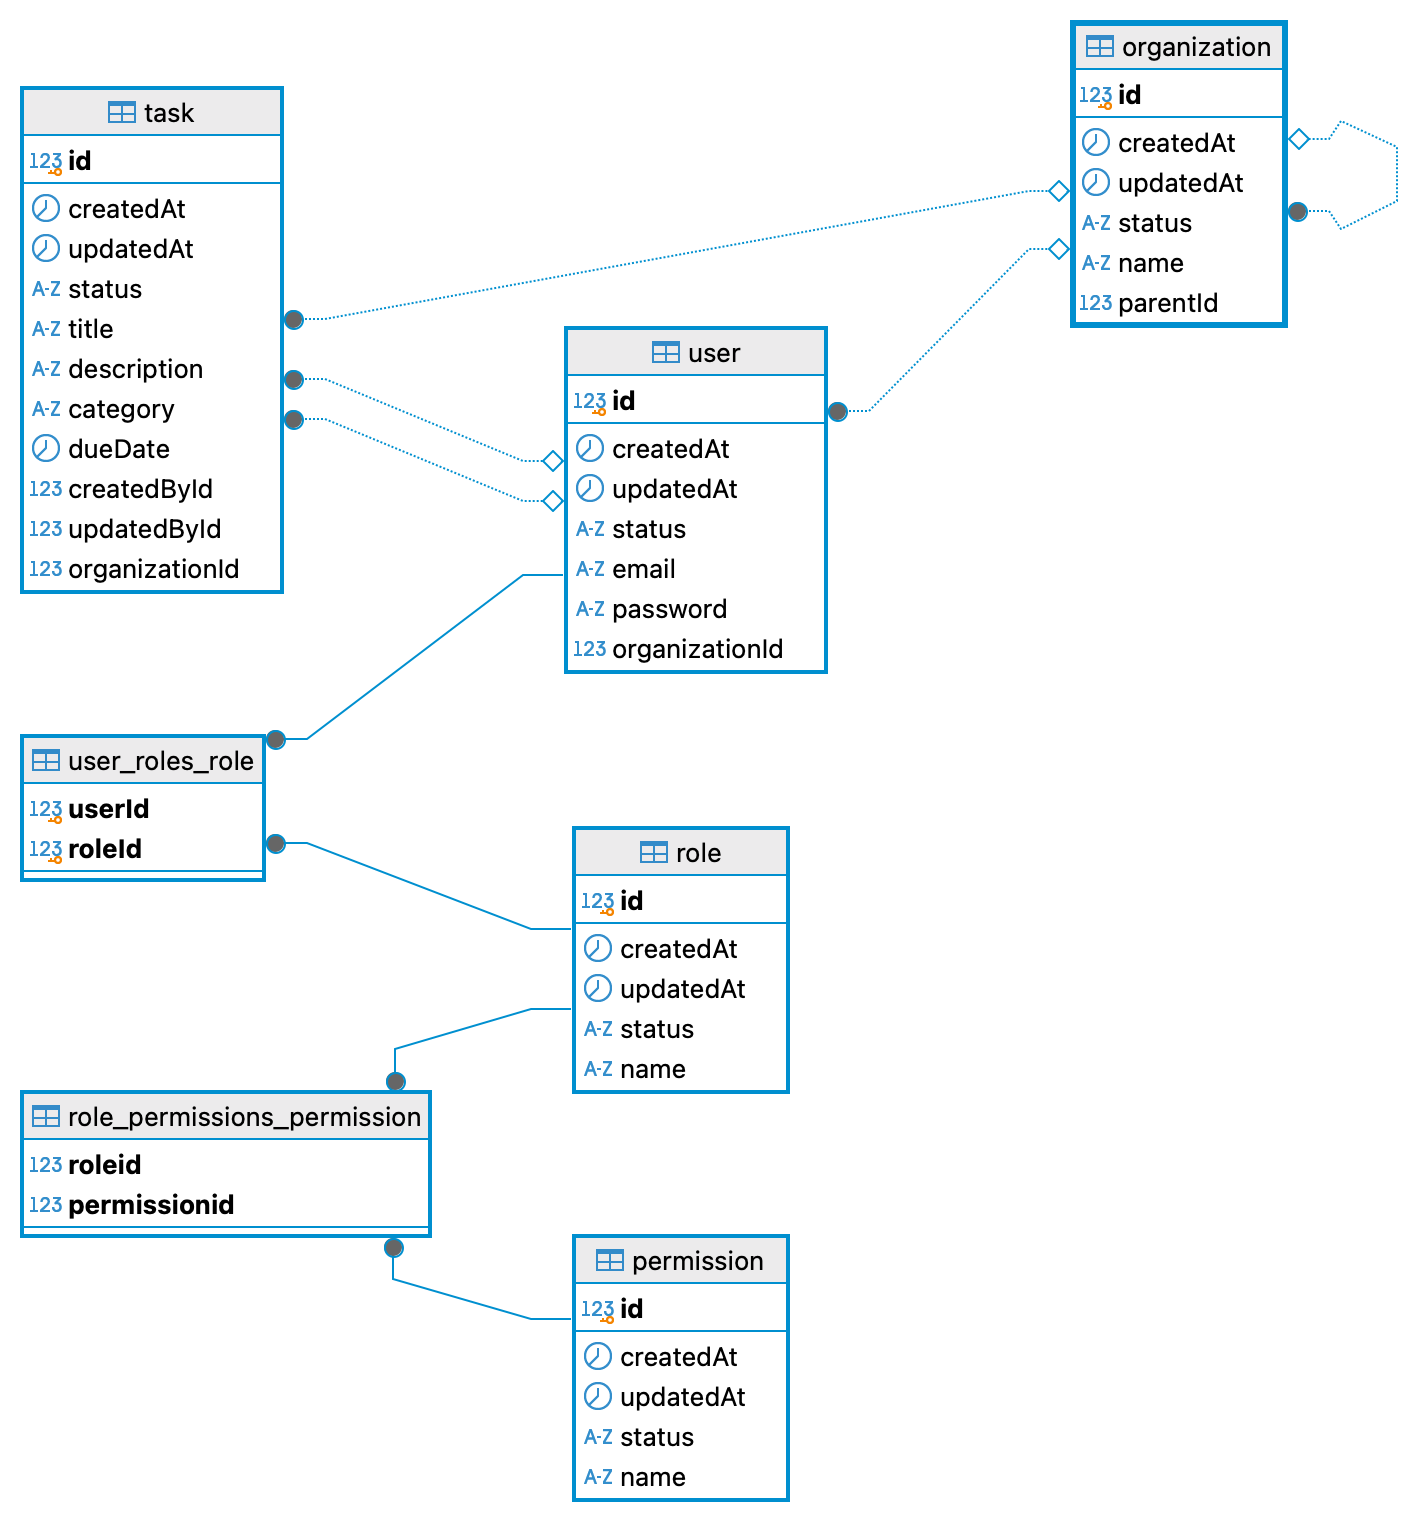 organization
123 id
createdAt
updatedAt
A-Z status
A-Z name
123 parentId
task
123 id
createdAt
updatedAt
A-Z status
A-Z title
A-Z description
A-Z category
dueDate
123 createdById
123 updatedById
123 organizationId
user
123 id
createdAt
updatedAt
A-Z status
A-Z email
A-Z password
123 organizationId
user_roles_role
123 userId
123 roleId
role
123 id
createdAt
updatedAt
A-Z status
A-Z name
role_permissions_permission
123 roleid
123 permissionid
permission
123 id
createdAt
updatedAt
A-Z status
A-Z name